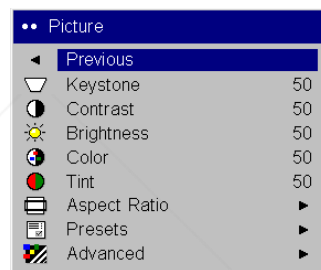 Picture
Previous
Keystone 50
Contrast 50
Brightness 50
Color 50
Tint 50
Aspect Ratio
Presets
Advanced